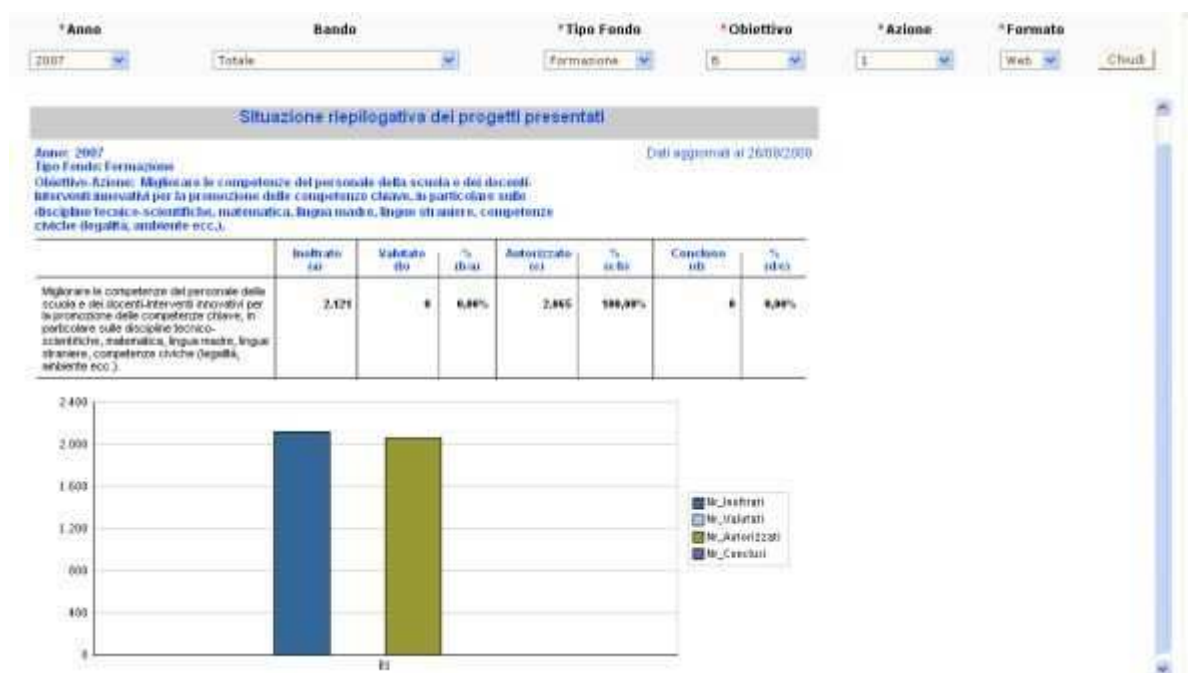 *Anno Bando *Tipo Fondo *Obiettivo *Azione *Formato
2007 Totale Formazione B 1 Web Chiudi
Situazione riepilogativa dei progetti presentati
Anno: 2007 Dati aggiornati al
Tipo Fondo: Formazione
Obiettivo-Azione: Migliorare le competenze del personale della scuola e dei docenti-
Interventi innovativi per la promozione delle competenze chiave, in particolare sulle
discipline tecnico-scientifiche, matematica, lingua madre, lingue straniere, competenze
civiche (legalità, ambiente ecc.).
Inoltrato Valutato % Autorizzato % Concluso %
(a) (b) (b/a) (c) (c/b) (d) (d/c)
Migliorare le competenze del personale della
scuola e dei docenti-Interventi innovativi per
la promozione delle competenze chiave, in
particolare sulle discipline tecnico-
scientifiche, matematica, lingua madre, lingue
straniere, competenze civiche (legalità,
ambiente ecc.).
2.121 0 0,00% 2.065 100,00% 0 0,00%
2.400
2.000
1.600
1.200
800
400
0
B1
Nr_Inoltrati
Nr_Valutati
Nr_Autorizzati
Nr_Conclusi